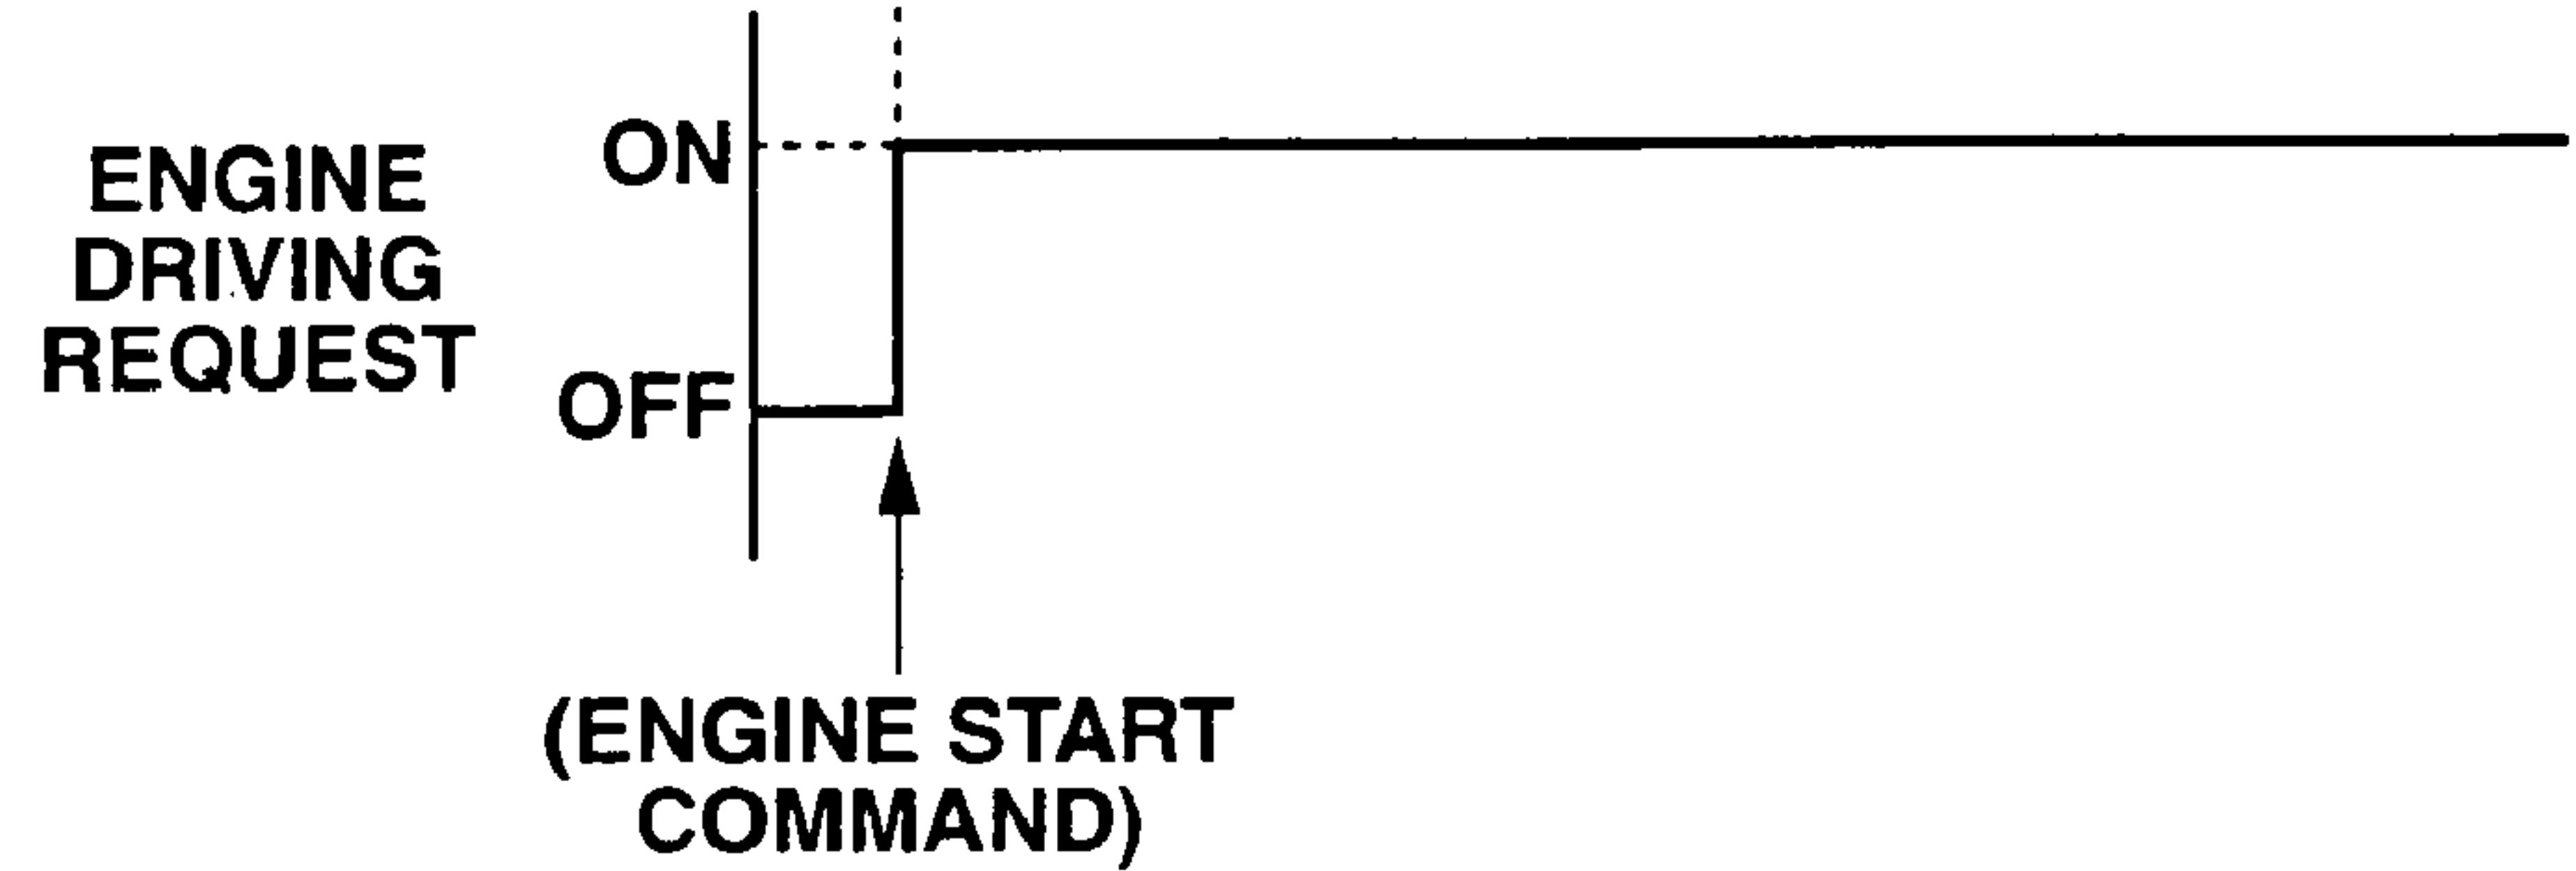 ENGINE
DRIVING
REQUEST
ON
OFF
(ENGINE START
COMMAND)